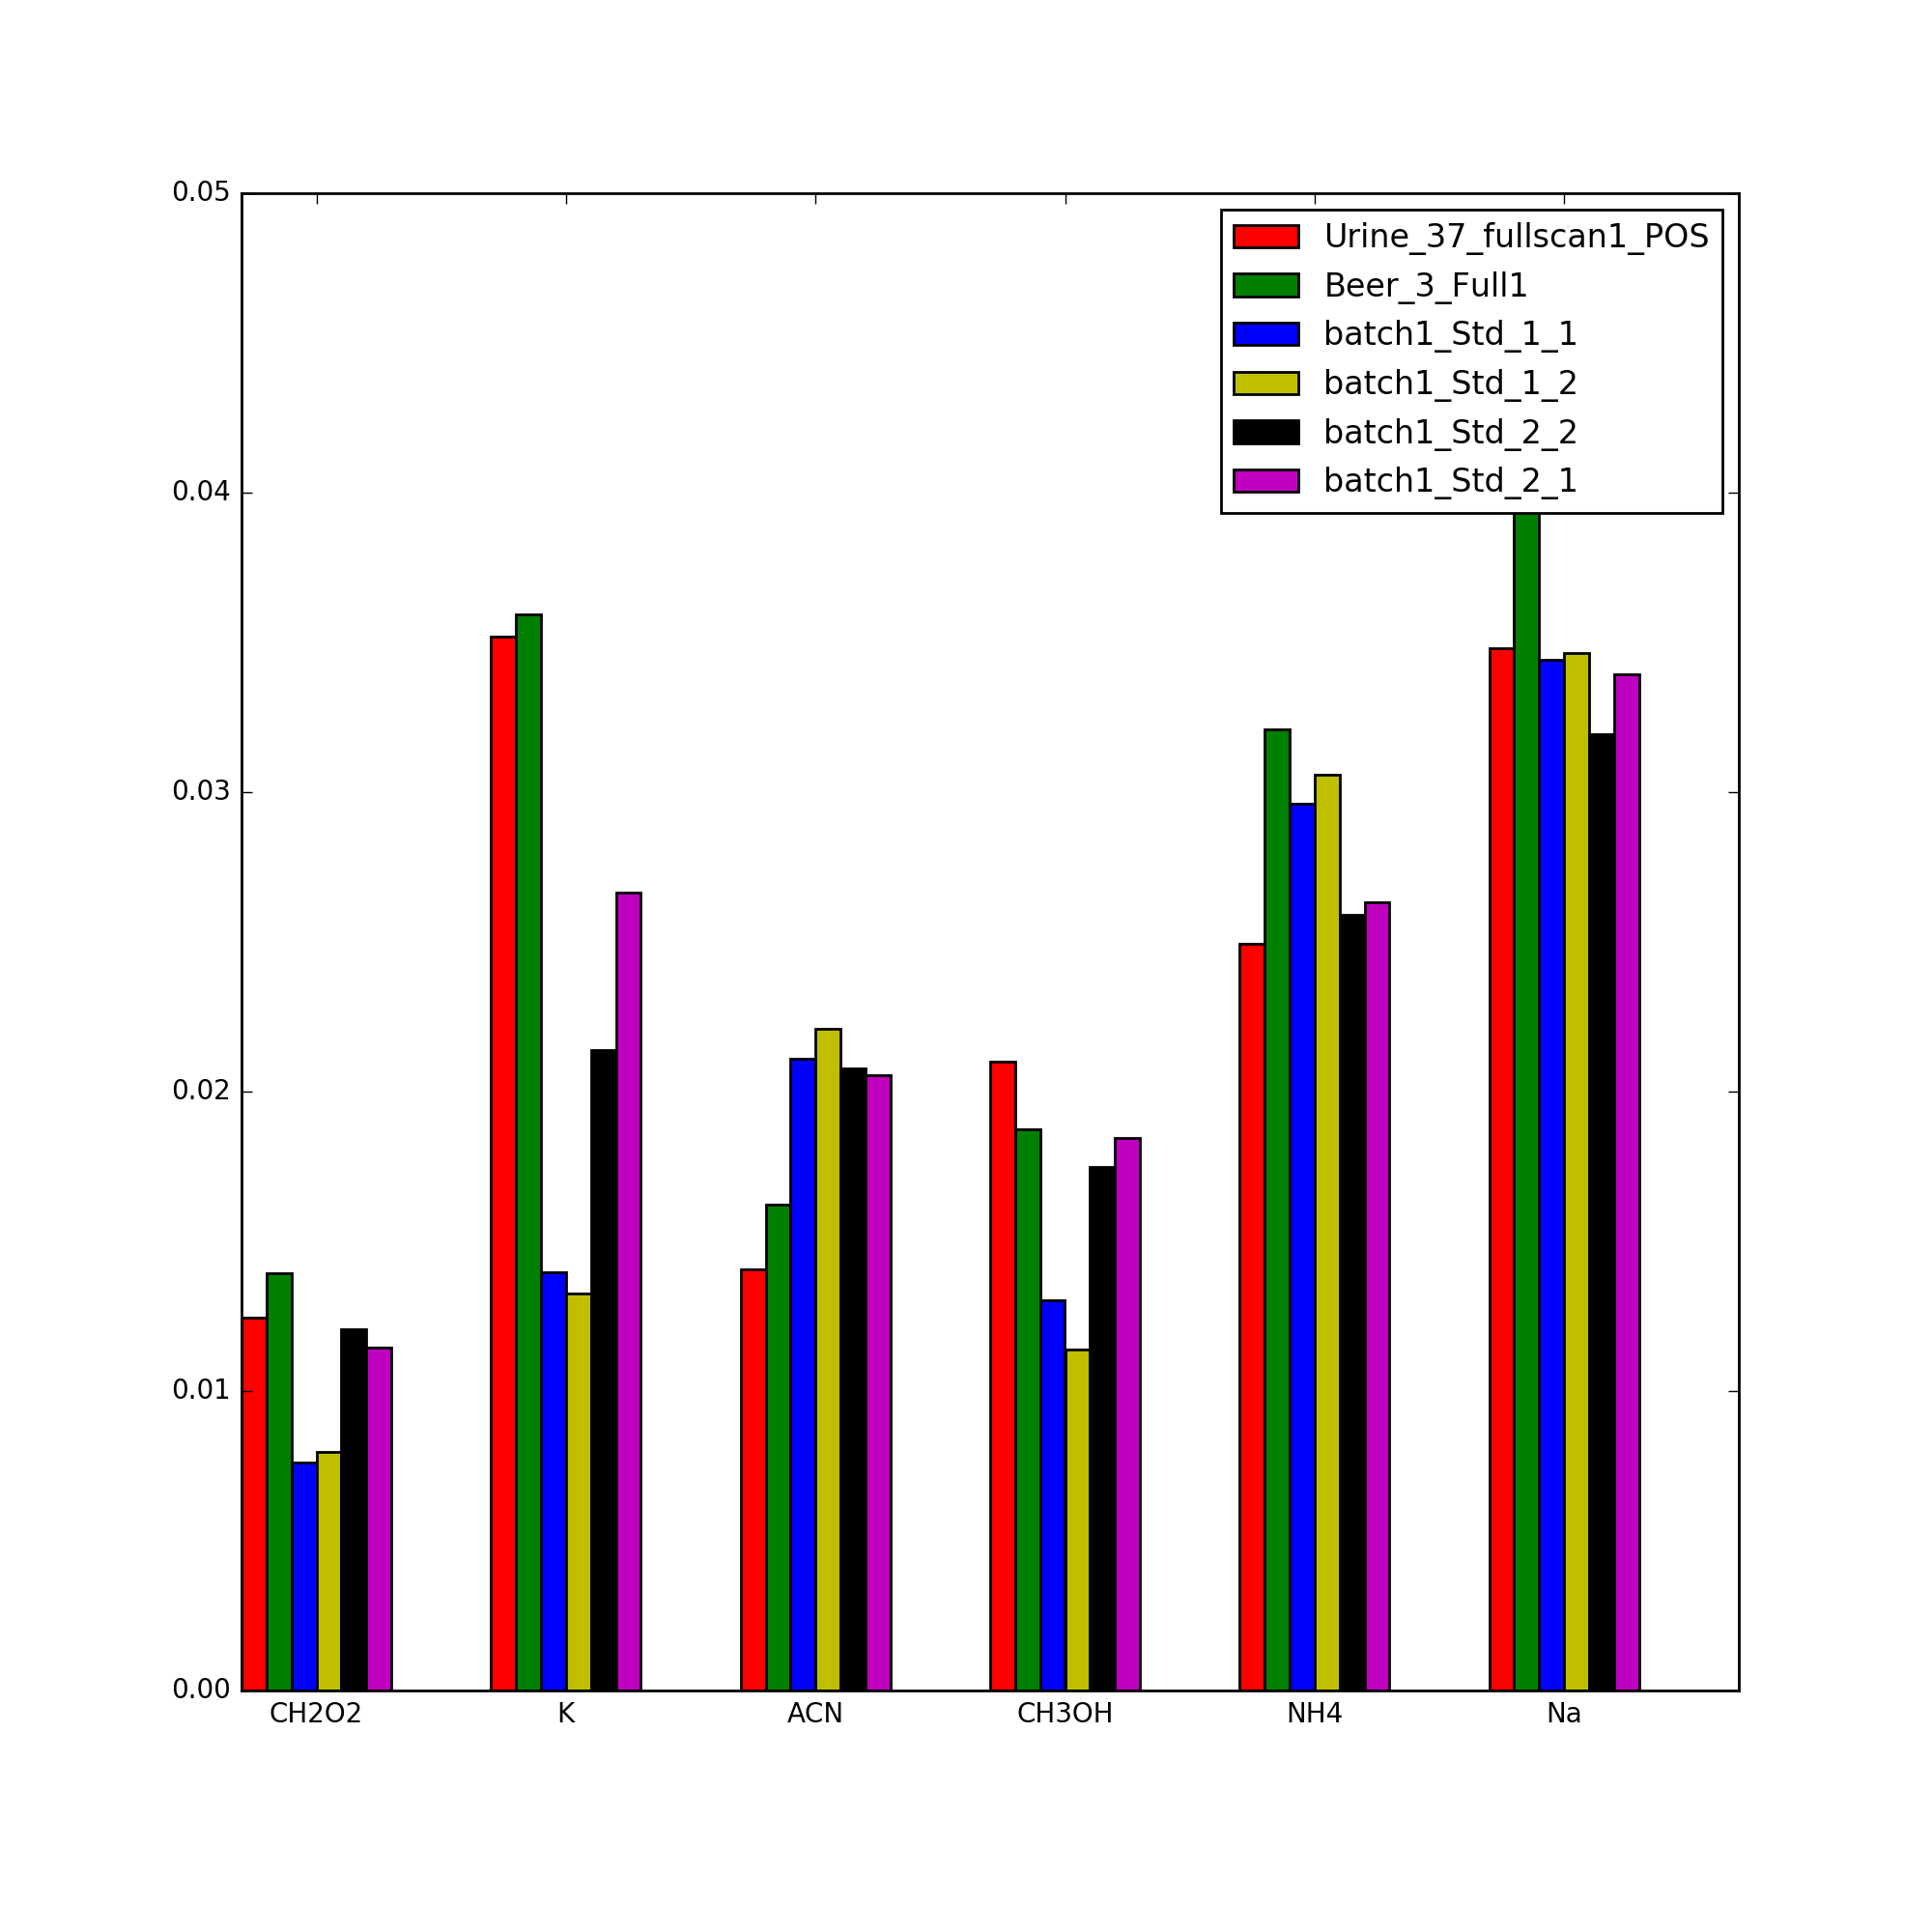 0.05
0.04
0.03
0.02
0.01
0.00
Urine_37_fullscan1_POS
Beer_3_Full1
batch1_Std_1_1
batch1_Std_1_2
batch1_Std_2_2
batch1_Std_2_1
CH2O2 K ACN CH3OH NH4 Na